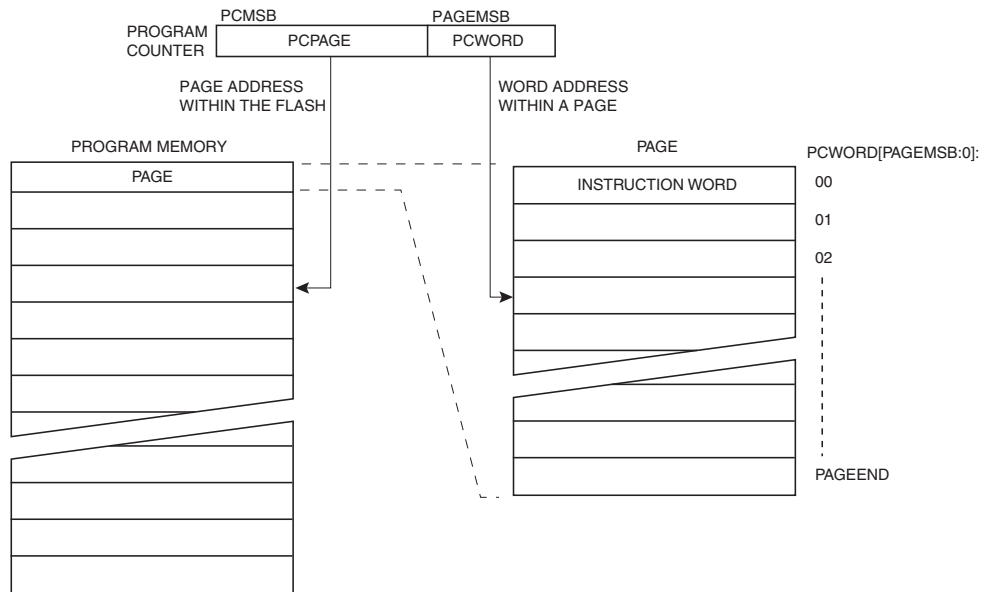 PCMSB
PAGEMSB
PROGRAM
COUNTER
PCPAGE
PCWORD
PAGE ADDRESS
WITHIN THE FLASH
WORD ADDRESS
WITHIN A PAGE
PROGRAM MEMORY
PAGE
PAGE
INSTRUCTION WORD
PCWORD[PAGEMSB:0]:
00
01
02
PAGEEND